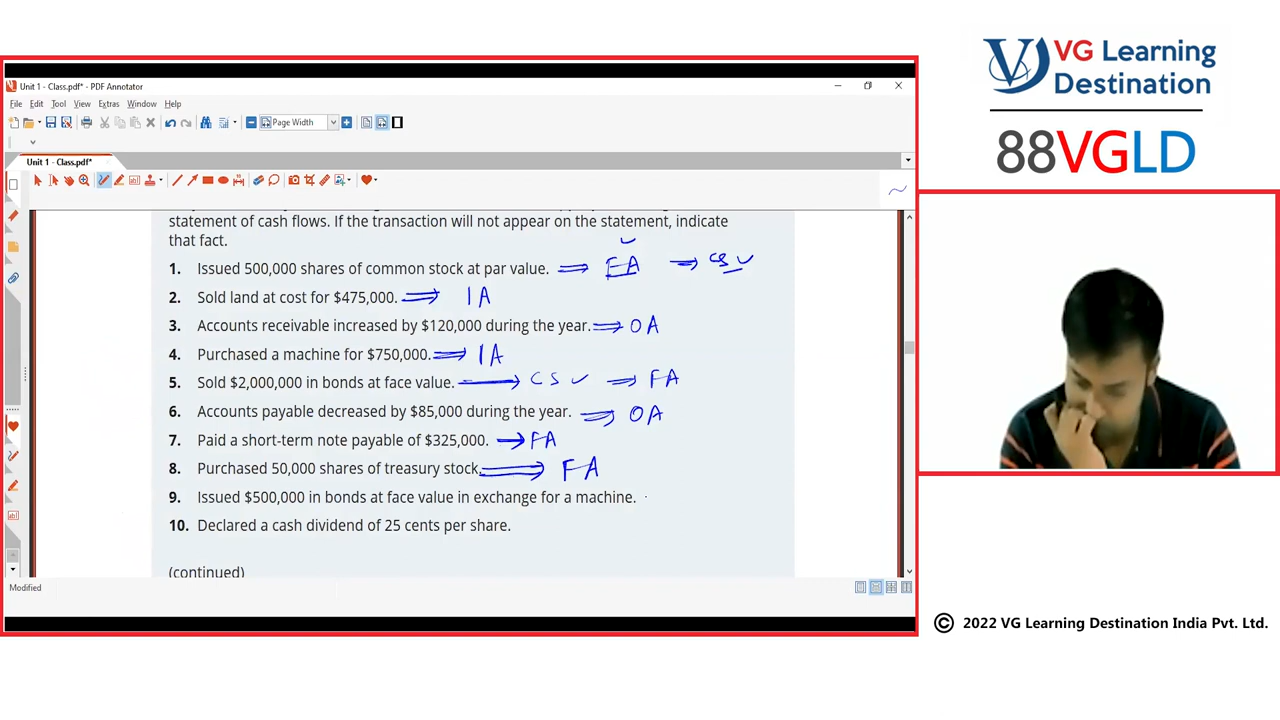 VG Learning
Destination
88VGLD
Unit 1 - Class.pdf* - PDF Annotator
File Edit Tool View Extras Window Help
Page Width
Unit 1 - Class.pdf*
statement of cash flows. If the transaction will not appear on the statement, indicate
that fact.
1. Issued 500,000 shares of common stock at par value. ⇒ FA → CS ✓
2. Sold land at cost for $475,000. ⇒ IA
3. Accounts receivable increased by $120,000 during the year. ⇒ OA
4. Purchased a machine for $750,000. ⇒ IA
5. Sold $2,000,000 in bonds at face value. → CS ✓ ⇒ FA
6. Accounts payable decreased by $85,000 during the year. ⇒ OA
7. Paid a short-term note payable of $325,000. → FA
8. Purchased 50,000 shares of treasury stock. ⇒ FA
9. Issued $500,000 in bonds at face value in exchange for a machine.
10. Declared a cash dividend of 25 cents per share.
(continued)
Modified
© 2022 VG Learning Destination India Pvt. Ltd.